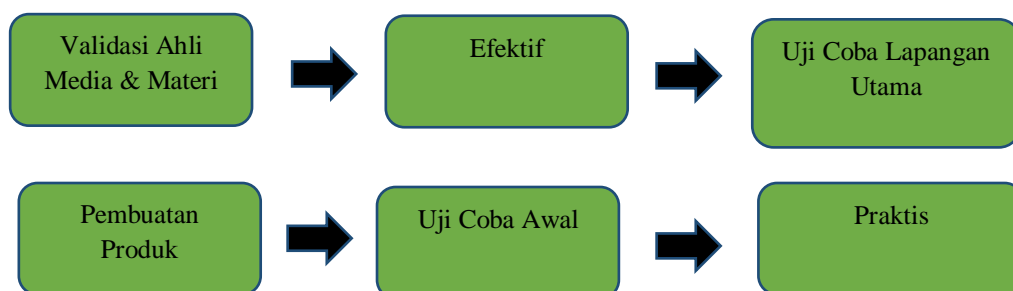 Validasi Ahli
Media & Materi
Efektif
Uji Coba Lapangan
Utama
Pembuatan
Produk
Uji Coba Awal
Praktis